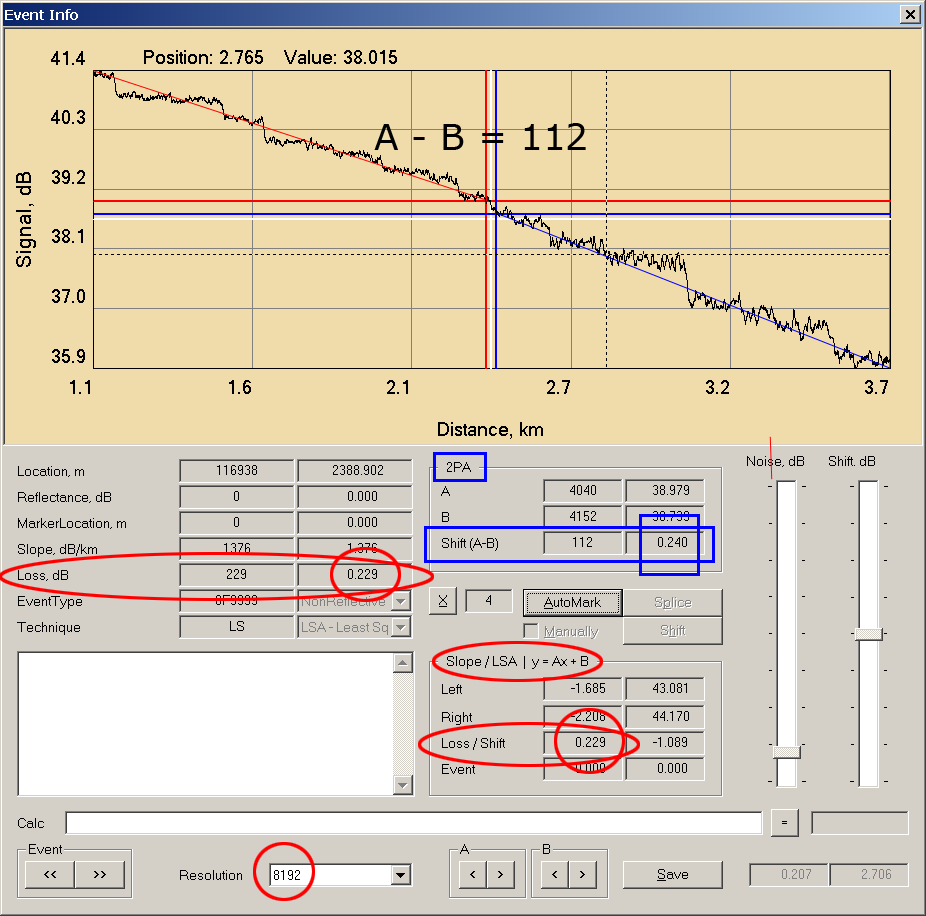 Event Info
Position: 2.765 Value: 38.015
41.4
40.3
39.2
38.1
37.0
35.9
Signal, dB
A - B = 112
1.1 1.6 2.1 2.7 3.2 3.7
Distance, km
Location, m 116938 2388.902
Reflectance, dB 0 0.000
MarkerLocation, m 0 0.000
Slope, dB/km 1376 1.376
Loss, dB 229 0.229
EventType 6F9999 NonReflective
Technique LS LSA - Least Sq
2PA
A 4040 38.979
B 4152 38.739
Shift (A-B) 112 0.240
X 4 AutoMark Splice
Manually Shift
Slope / LSA | y = Ax + B
Left -1.685 43.081
Right -2.208 44.170
Loss / Shift 0.229 -1.089
Event 0.000 0.000
Noise, dB Shift. dB
Calc =
Event
<< >>
Resolution 8192
A
< >
B
< >
Save
0.207 2.706